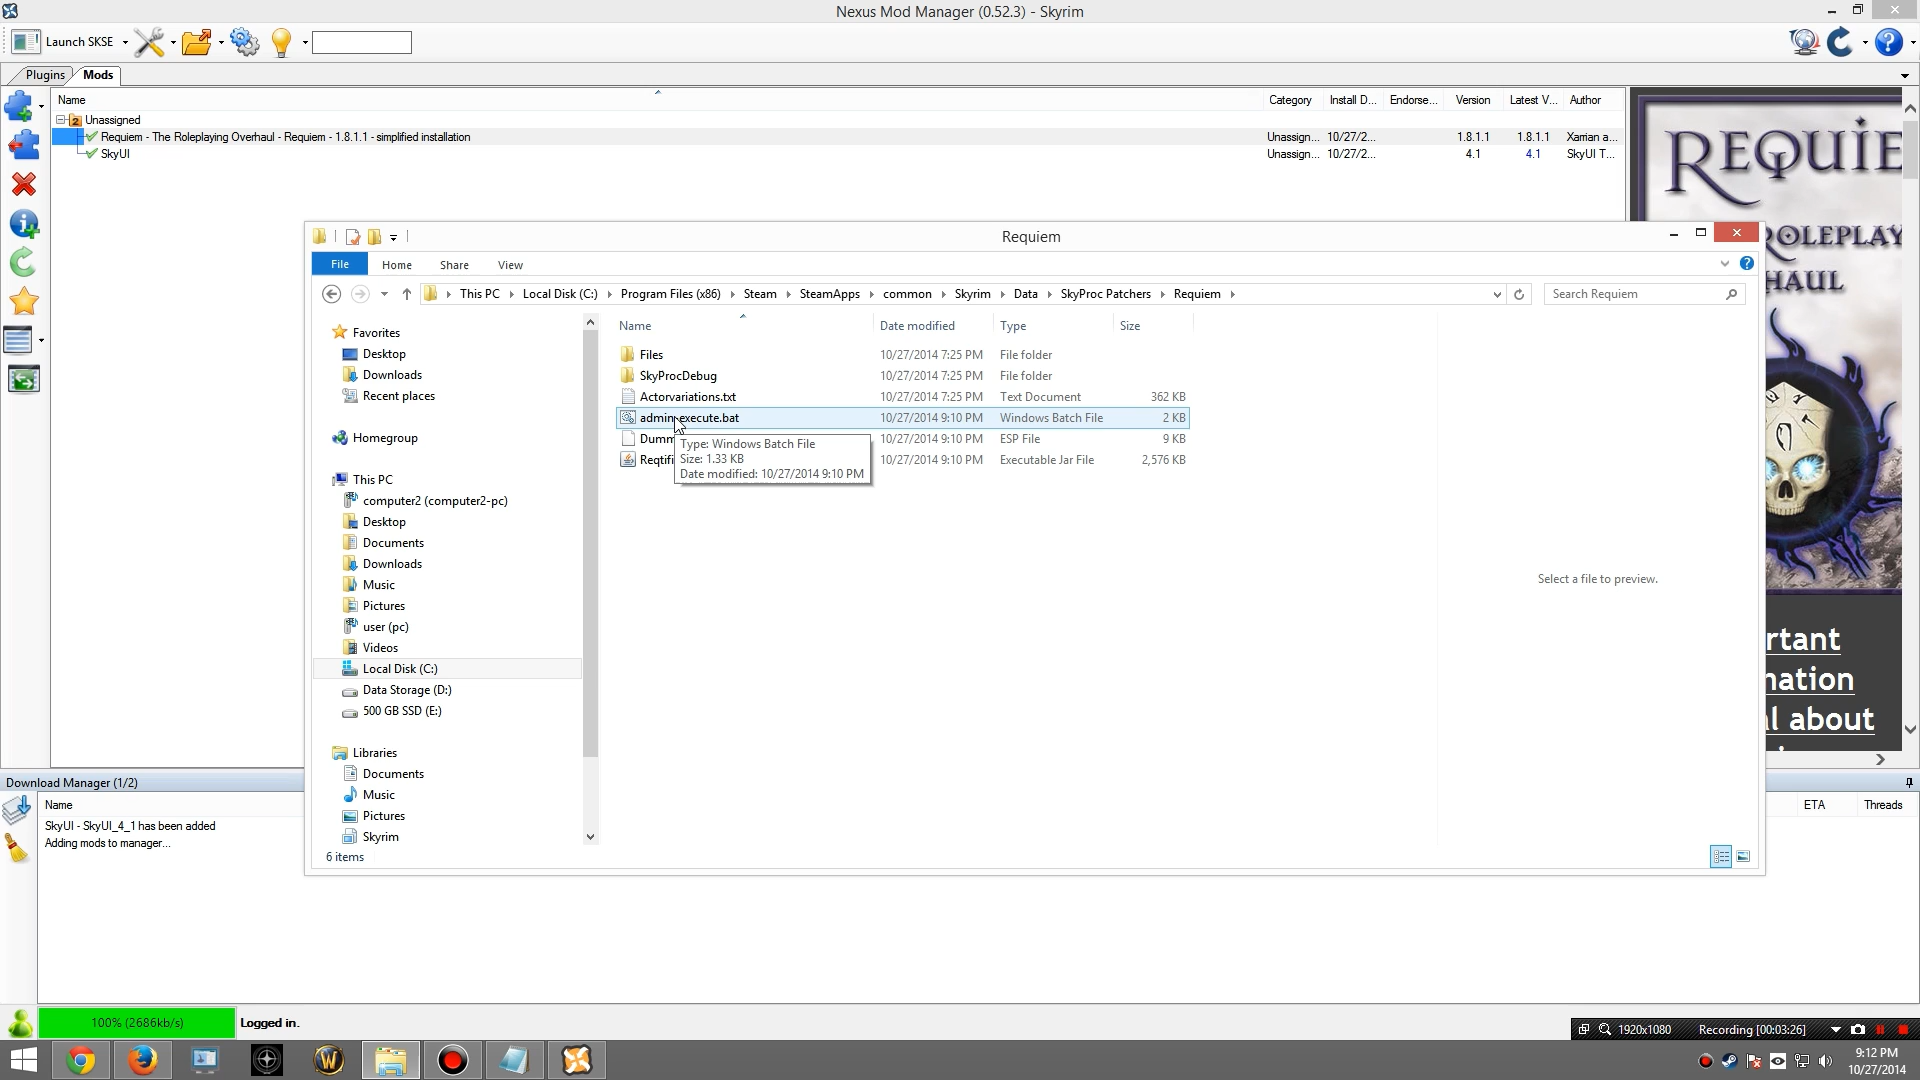 Nexus Mod Manager (0.52.3) - Skyrim
Launch SKSE
Plugins
Mods
Name Category Install D... Endorse... Version Latest V... Author
2 Unassigned
Requiem - The Roleplaying Overhaul - Requiem - 1.8.1.1 - simplified installation Unassign... 10/27/2... 1.8.1.1 1.8.1.1 Xarrian a...
SkyUI Unassign... 10/27/2... 4.1 4.1 SkyUI T...
REQUIE
ROLEPLAY
HAUL
rtant
nation
l about
Requiem
File Home Share View
This PC Local Disk (C:) Program Files (x86) Steam SteamApps common Skyrim Data SkyProc Patchers Requiem
Search Requiem
Favorites
Desktop
Downloads
Recent places
Homegroup
This PC
computer2 (computer2-pc)
Desktop
Documents
Downloads
Music
Pictures
user (pc)
Videos
Local Disk (C:)
Data Storage (D:)
500 GB SSD (E:)
Libraries
Documents
Music
Pictures
Skyrim
6 items
Name Date modified Type Size
Files 10/27/2014 7:25 PM File folder
SkyProcDebug 10/27/2014 7:25 PM File folder
Actorvariations.txt 10/27/2014 7:25 PM Text Document 362 KB
admin execute.bat 10/27/2014 9:10 PM Windows Batch File 2 KB
Dumm 10/27/2014 9:10 PM ESP File 9 KB
Reqtifi 10/27/2014 9:10 PM Executable Jar File 2,576 KB
Type: Windows Batch File
Size: 1.33 KB
Date modified: 10/27/2014 9:10 PM
Select a file to preview.
Download Manager (1/2)
Name ETA Threads
SkyUI - SkyUI_4_1 has been added
Adding mods to manager...
100% (2686kb/s) Logged in.
1920x1080 Recording [00:03:26]
9:12 PM
10/27/2014